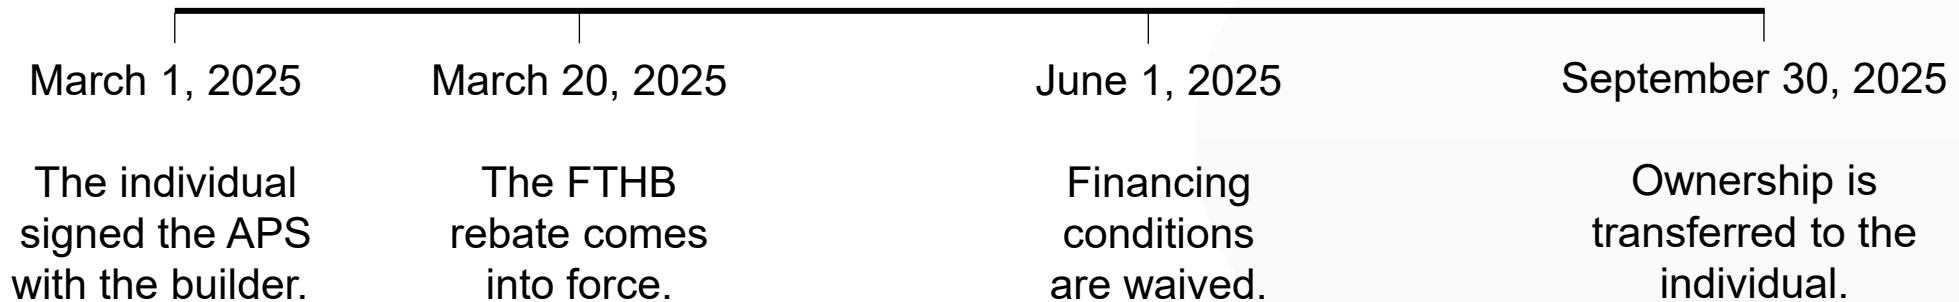 March 1, 2025
March 20, 2025
June 1, 2025
September 30, 2025
The individual
signed the APS
with the builder.
The FTHB
rebate comes
into force.
Financing
conditions
are waived.
Ownership is
transferred to the
individual.